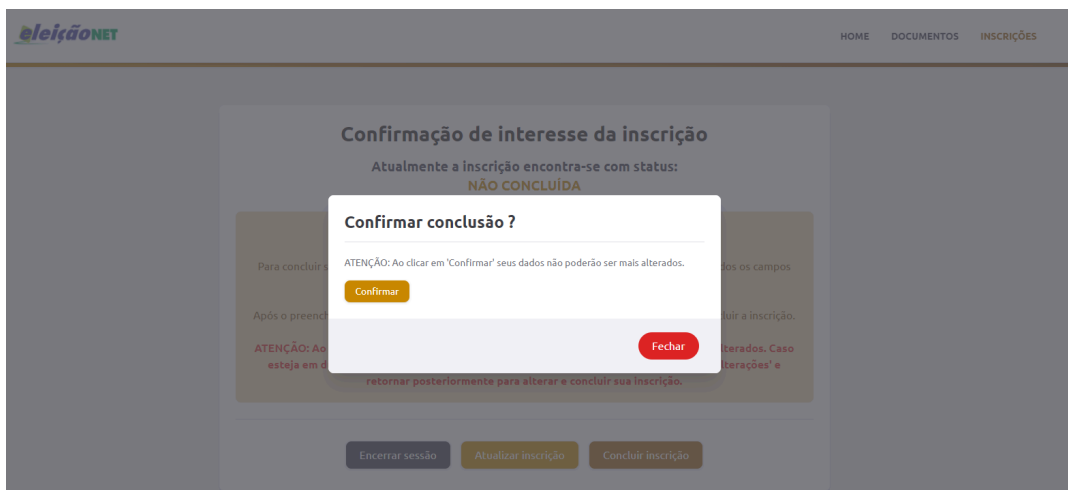 eleiçãoNET
HOME DOCUMENTOS INSCRIÇÕES
Confirmação de interesse da inscrição
Atualmente a inscrição encontra-se com status:
NÃO CONCLUÍDA
Confirmar conclusão ?
ATENÇÃO: Ao clicar em 'Confirmar' seus dados não poderão ser mais alterados.
Confirmar
Fechar
Para concluir s
dos os campos
Após o preench
luir a inscrição.
ATENÇÃO: Ao
lterados. Caso
esteja em d
lterações' e
retornar posteriormente para alterar e concluir sua inscrição.
Encerrar sessão Atualizar inscrição Concluir inscrição